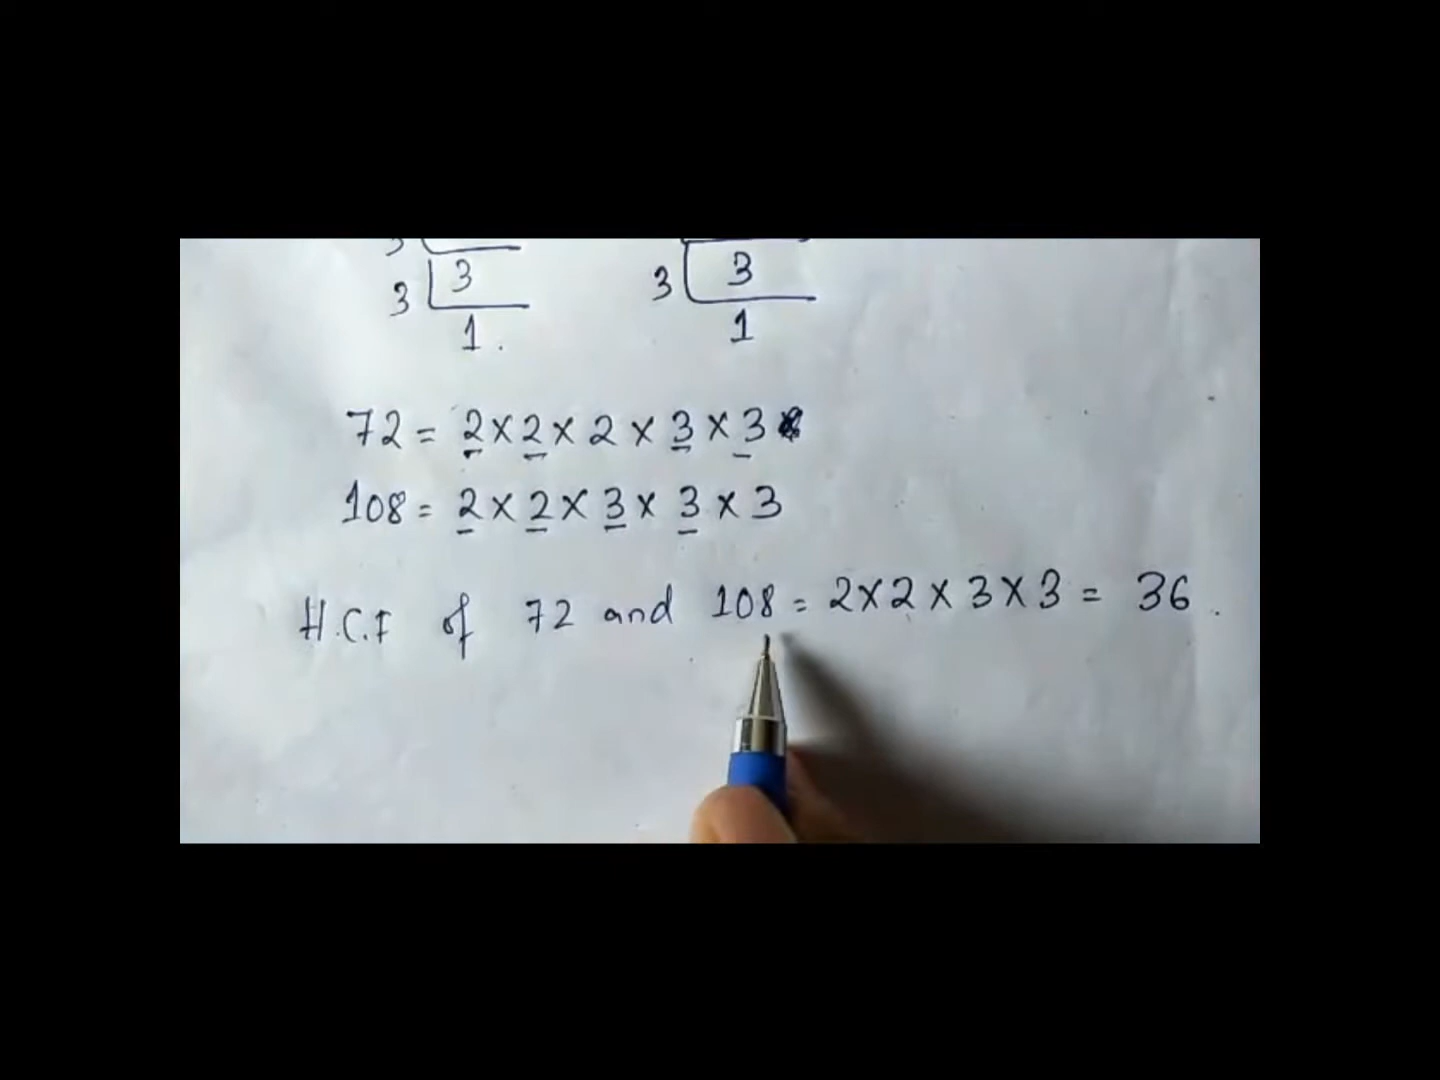 3 3 3 3
1. 1
72 = 2 × 2 × 2 × 3 × 3
108 = 2 × 2 × 3 × 3 × 3
H.C.F of 72 and 108 = 2×2 × 3×3 = 36.